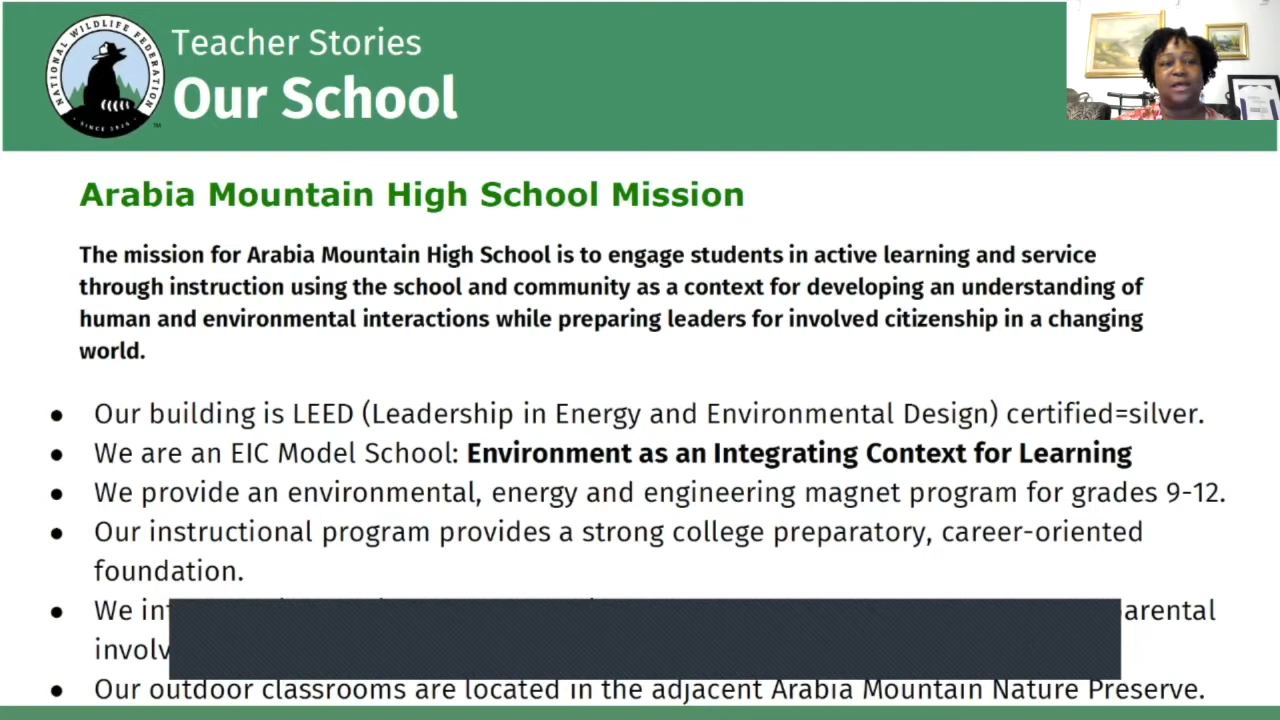 NATIONAL WILDLIFE FEDERATION
SINCE 1936
TM
Teacher Stories
Our School
Arabia Mountain High School Mission
The mission for Arabia Mountain High School is to engage students in active learning and service
through instruction using the school and community as a context for developing an understanding of
human and environmental interactions while preparing leaders for involved citizenship in a changing
world.
● Our building is LEED (Leadership in Energy and Environmental Design) certified=silver.
● We are an EIC Model School: Environment as an Integrating Context for Learning
● We provide an environmental, energy and engineering magnet program for grades 9-12.
● Our instructional program provides a strong college preparatory, career-oriented
foundation.
● We
● Our outdoor classrooms are located in the adjacent Arabia Mountain Nature Preserve.